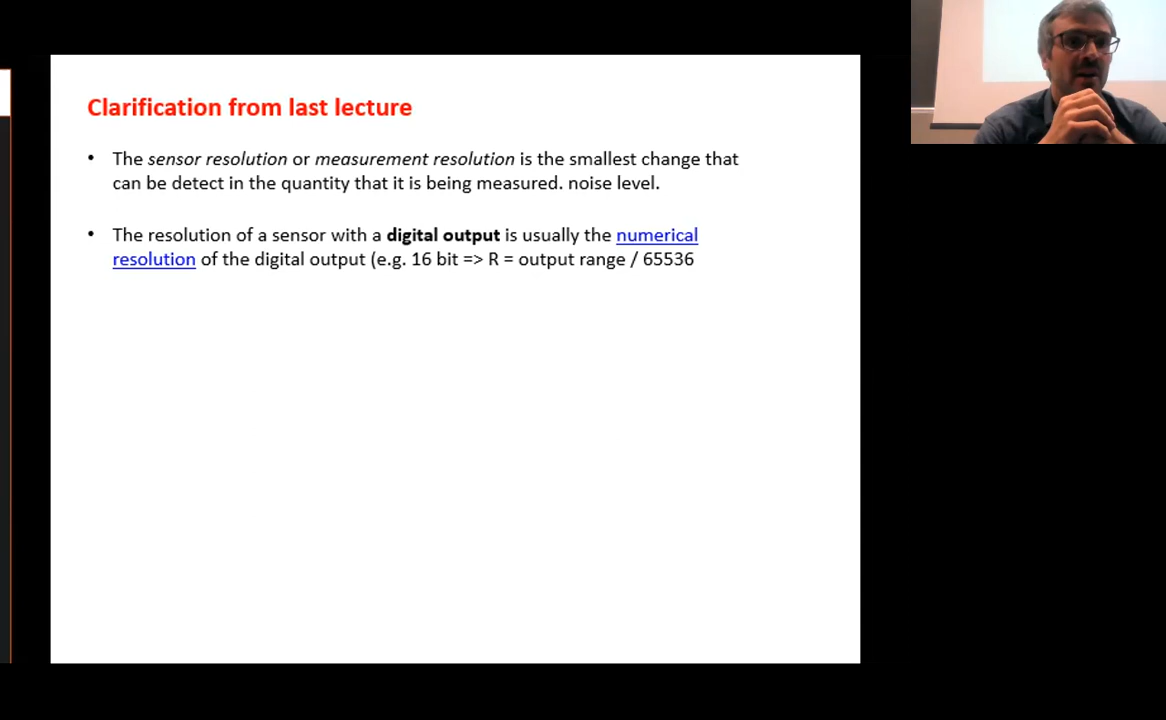 Clarification from last lecture
• The sensor resolution or measurement resolution is the smallest change that
can be detect in the quantity that it is being measured. noise level.
• The resolution of a sensor with a digital output is usually the numerical
resolution of the digital output (e.g. 16 bit => R = output range / 65536